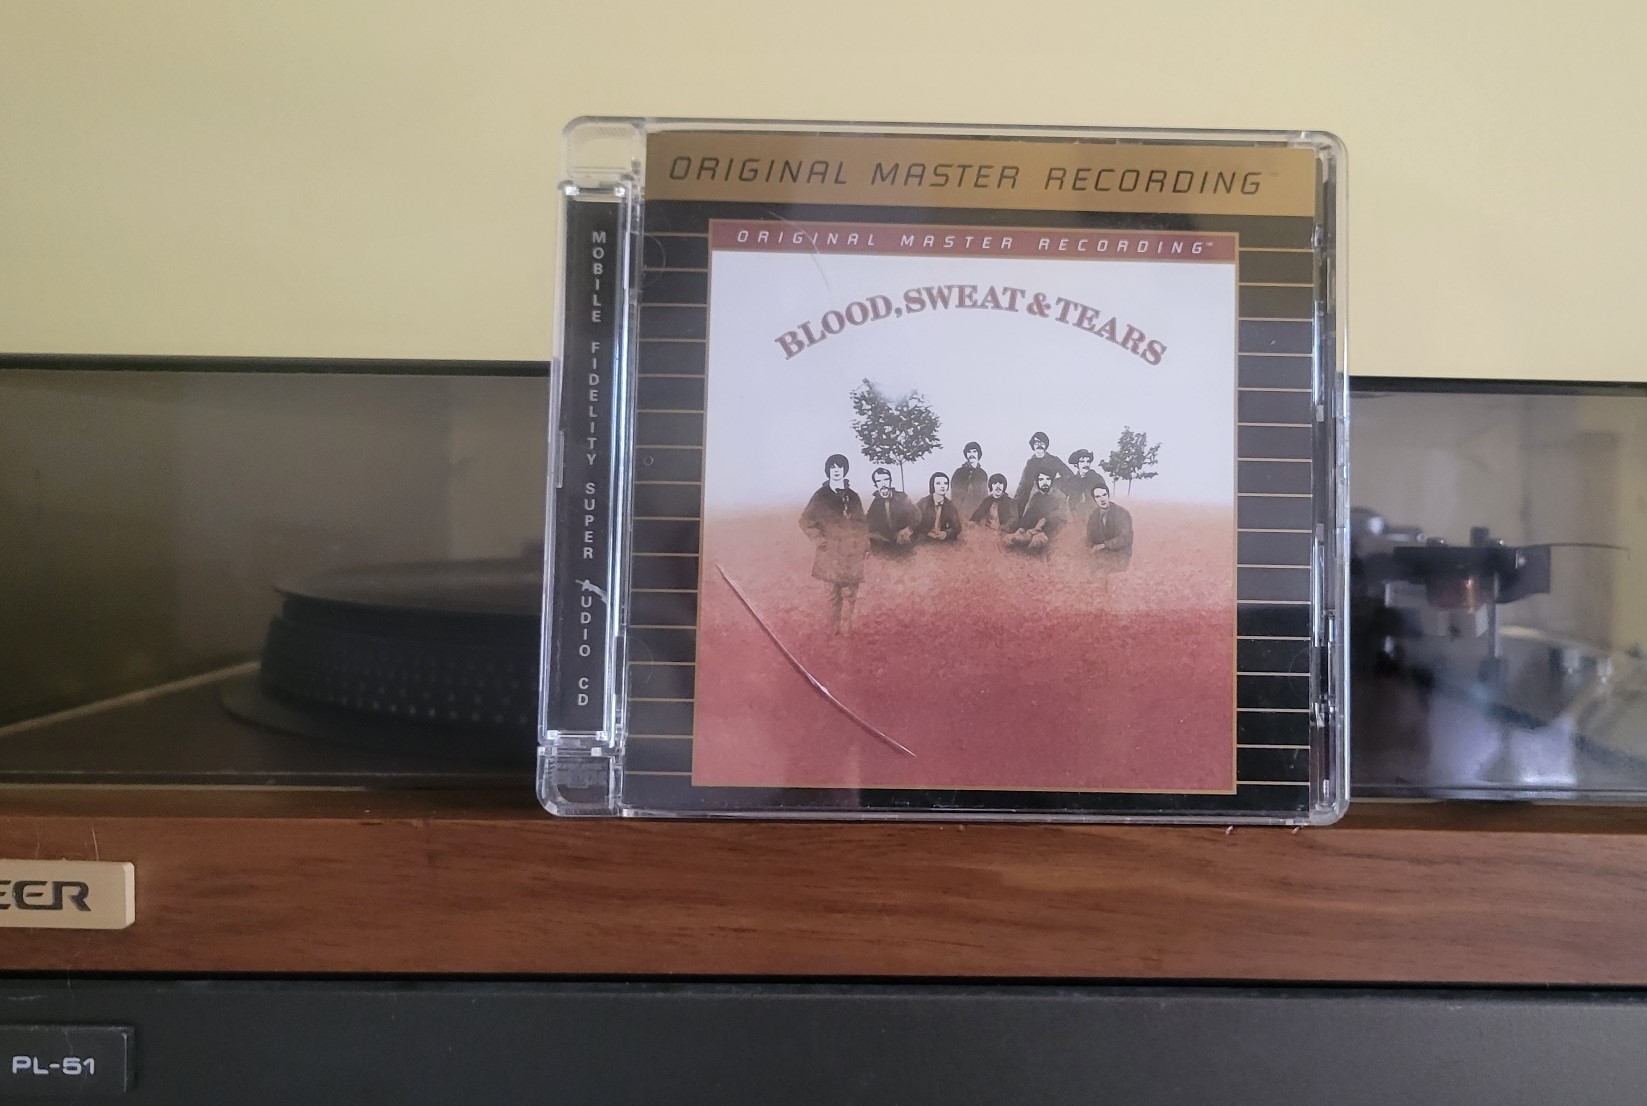 ORIGINAL MASTER RECORDING™
ORIGINAL MASTER RECORDING™
BLOOD, SWEAT & TEARS
MOBILE FIDELITY SUPER AUDIO CD
EER
PL-51